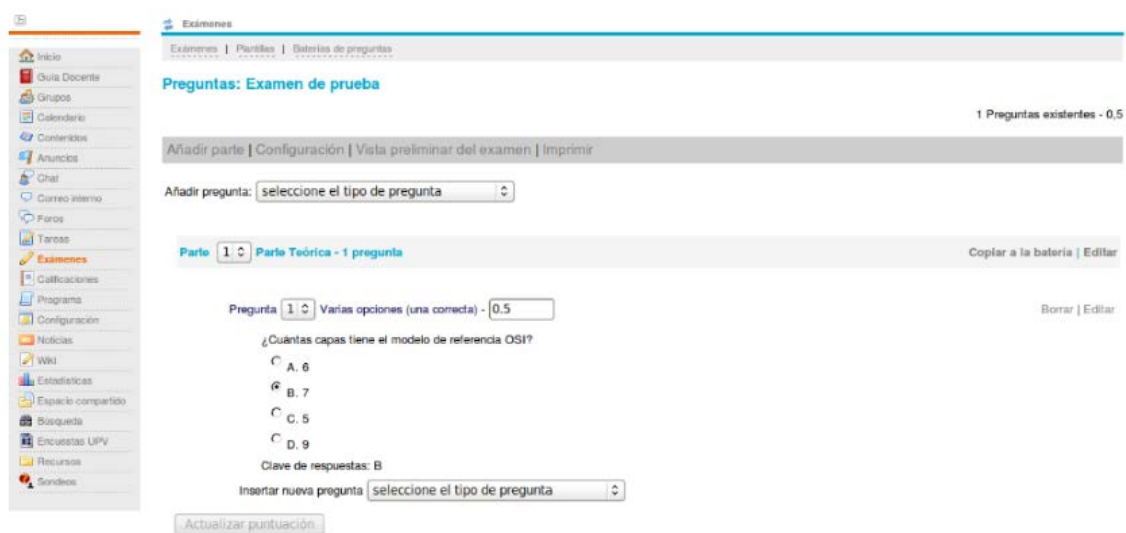 Exámenes
Exámenes | Plantillas | Baterías de preguntas
Inicio
Guía Docente
Grupos
Calendario
Contenidos
Anuncios
Chat
Correo interno
Foros
Tareas
Exámenes
Calificaciones
Programa
Configuración
Noticias
Wiki
Estadísticas
Espacio compartido
Búsqueda
Encuestas UPV
Recursos
Sondeos
Preguntas: Examen de prueba
1 Preguntas existentes - 0,5
Añadir parte | Configuración | Vista preliminar del examen | Imprimir
Añadir pregunta: seleccione el tipo de pregunta
Parte 1 Parte Teórica - 1 pregunta Copiar a la batería | Editar
Pregunta 1 Varias opciones (una correcta) - 0.5 Borrar | Editar
¿Cuántas capas tiene el modelo de referencia OSI?
A. 6
B. 7
C. 5
D. 9
Clave de respuestas: B
Insertar nueva pregunta seleccione el tipo de pregunta
Actualizar puntuación